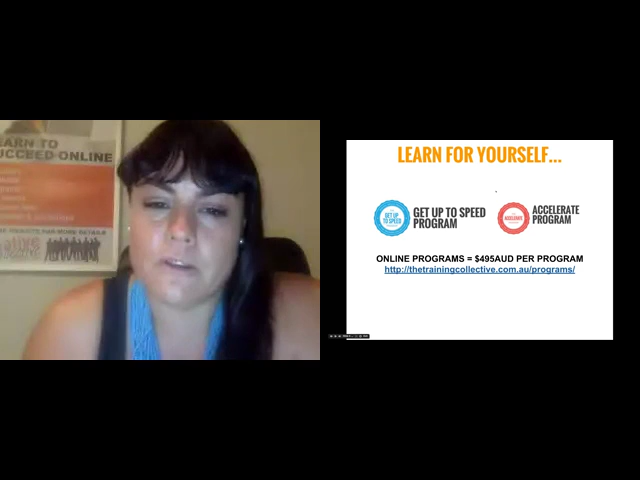 EARN TO
UCCEED ONLINE
LEARN FOR YOURSELF...
GET UP
TO SPEED
GET UP TO SPEED
PROGRAM
ACCELERATE
ACCELERATE
PROGRAM
ONLINE PROGRAMS = $495AUD PER PROGRAM
http://thetrainingcollective.com.au/programs/